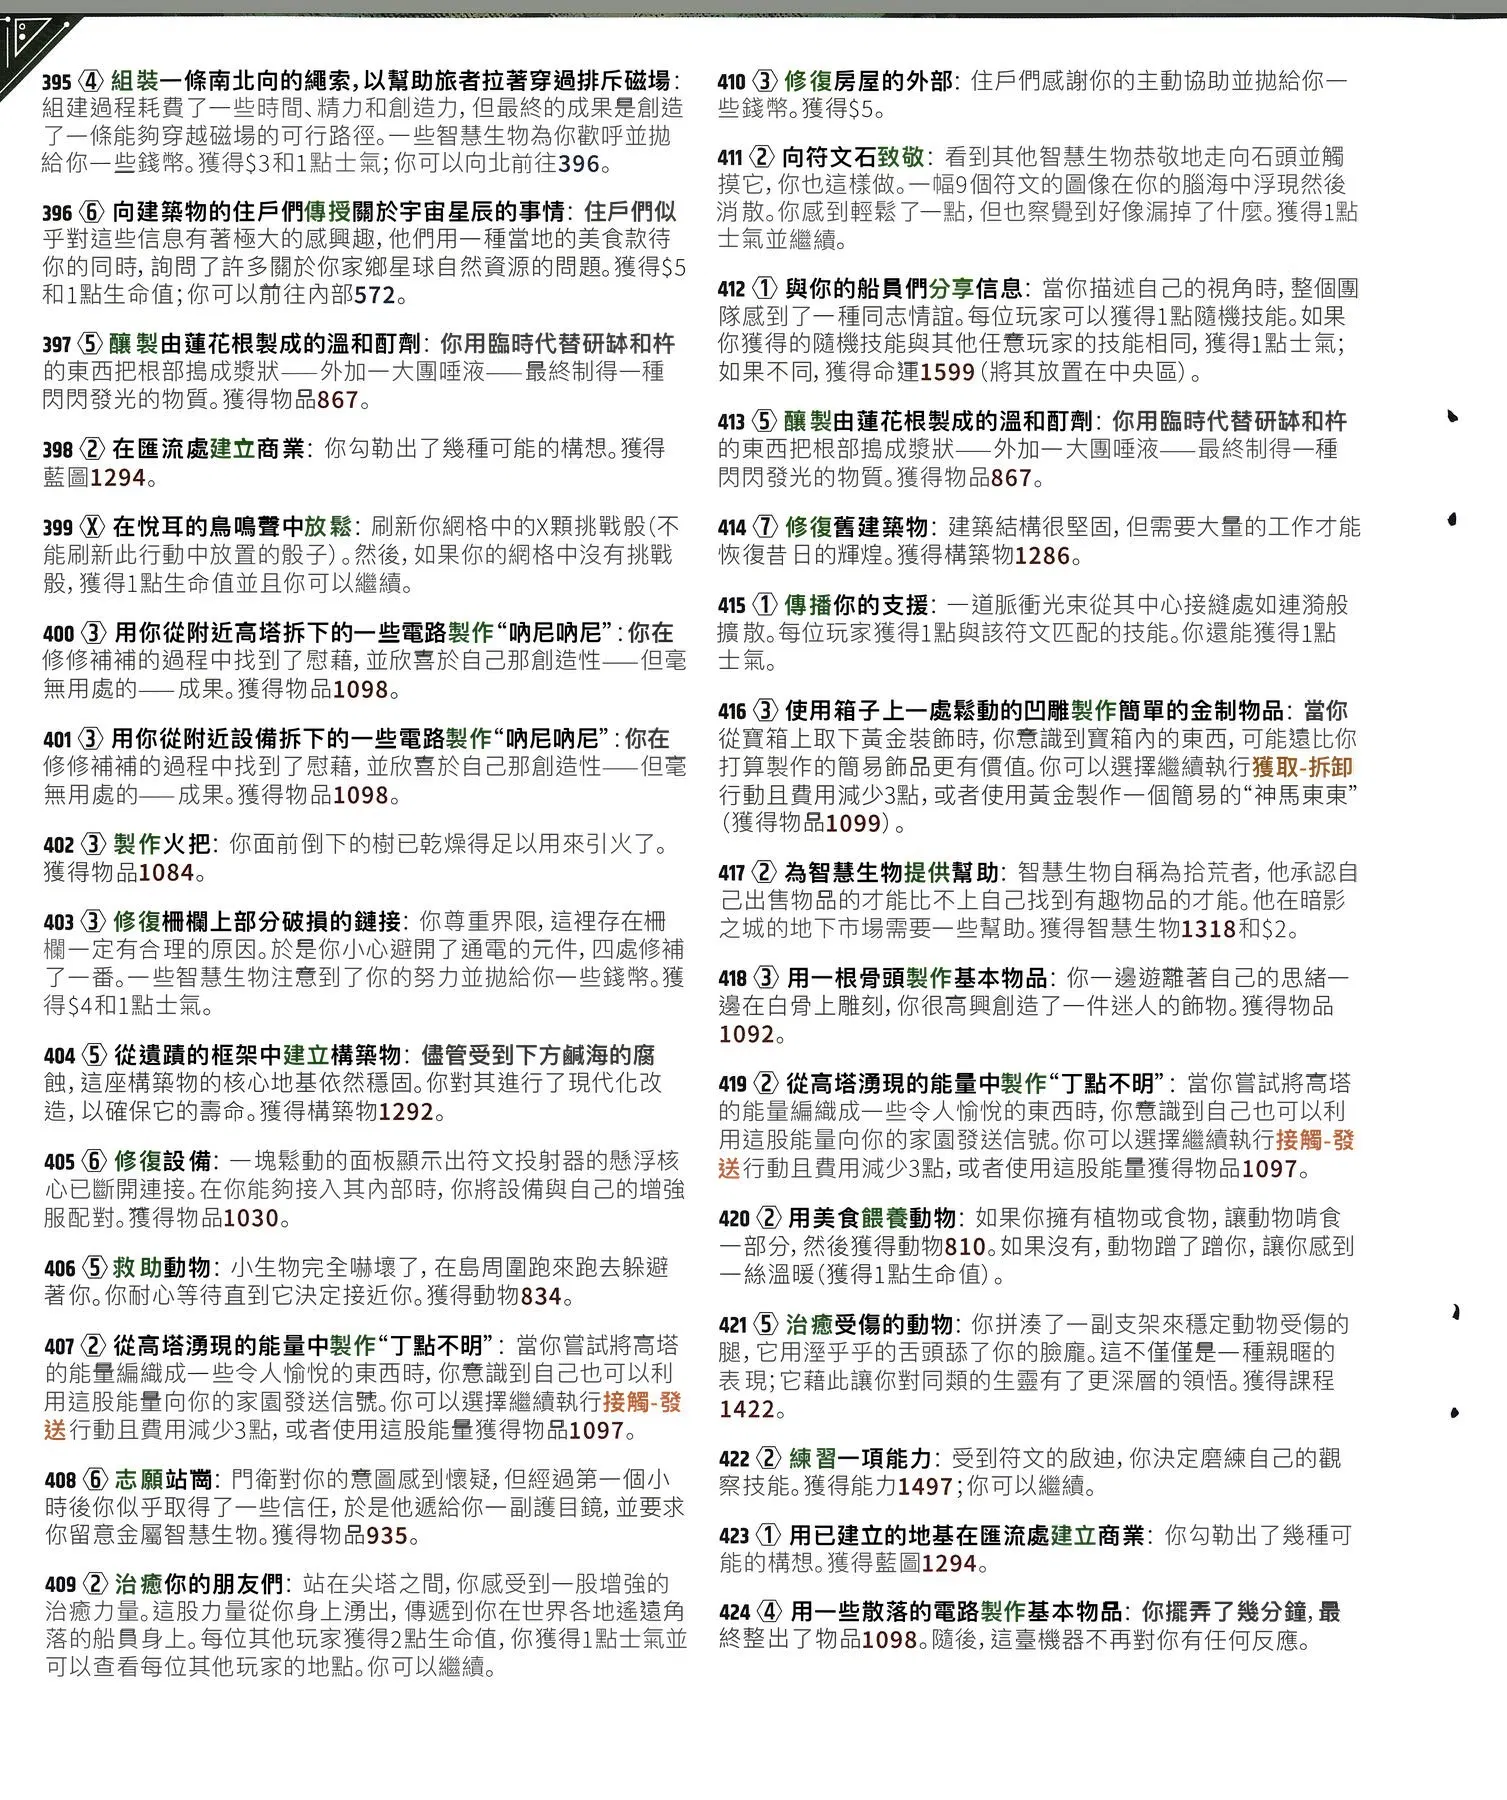 395 ④ 組裝一條南北向的繩索,以幫助旅者拉著穿過排斥磁場:
組建過程耗費了一些時間、精力和創造力,但最終的成果是創造
了一條能夠穿越磁場的可行路徑。一些智慧生物為你歡呼並拋
給你一些錢幣。獲得$3和1點士氣;你可以向北前往396。
396 ⑥ 向建築物的住戶們傳授關於宇宙星辰的事情: 住戶們似
乎對這些信息有著極大的感興趣,他們用一種當地的美食款待
你的同時,詢問了許多關於你家鄉星球自然資源的問題。獲得$5
和1點生命值;你可以前往內部572。
397 ⑤ 釀製由蓮花根製成的溫和酊劑: 你用臨時代替研缽和杵
的東西把根部搗成漿狀——外加一大團唾液——最終制得一種
閃閃發光的物質。獲得物品867。
398 ② 在匯流處建立商業: 你勾勒出了幾種可能的構想。獲得
藍圖1294。
399 Ⓧ 在悅耳的鳥鳴聲中放鬆: 刷新你網格中的X顆挑戰骰(不
能刷新此行動中放置的骰子)。然後,如果你的網格中沒有挑戰
骰,獲得1點生命值並且你可以繼續。
400 ③ 用你從附近高塔拆下的一些電路製作“吶尼吶尼”:你在
修修補補的過程中找到了慰藉,並欣喜於自己那創造性——但毫
無用處的——成果。獲得物品1098。
401 ③ 用你從附近設備拆下的一些電路製作“吶尼吶尼”:你在
修修補補的過程中找到了慰藉,並欣喜於自己那創造性——但毫
無用處的——成果。獲得物品1098。
402 ③ 製作火把: 你面前倒下的樹已乾燥得足以用來引火了。
獲得物品1084。
403 ③ 修復柵欄上部分破損的鏈接: 你尊重界限,這裡存在柵
欄一定有合理的原因。於是你小心避開了通電的元件,四處修補
了一番。一些智慧生物注意到了你的努力並拋給你一些錢幣。獲
得$4和1點士氣。
404 ⑤ 從遺蹟的框架中建立構築物: 儘管受到下方鹹海的腐
蝕,這座構築物的核心地基依然穩固。你對其進行了現代化改
造,以確保它的壽命。獲得構築物1292。
405 ⑥ 修復設備: 一塊鬆動的面板顯示出符文投射器的懸浮核
心已斷開連接。在你能夠接入其內部時,你將設備與自己的增強
服配對。獲得物品1030。
406 ⑤ 救助動物: 小生物完全嚇壞了,在島周圍跑來跑去躲避
著你。你耐心等待直到它決定接近你。獲得動物834。
407 ② 從高塔湧現的能量中製作“丁點不明”: 當你嘗試將高塔
的能量編織成一些令人愉悅的東西時,你意識到自己也可以利
用這股能量向你的家園發送信號。你可以選擇繼續執行接觸-發
送行動且費用減少3點,或者使用這股能量獲得物品1097。
408 ⑥ 志願站崗: 門衛對你的意圖感到懷疑,但經過第一個小
時後你似乎取得了一些信任,於是他遞給你一副護目鏡,並要求
你留意金屬智慧生物。獲得物品935。
409 ② 治癒你的朋友們: 站在尖塔之間,你感受到一股增強的
治癒力量。這股力量從你身上湧出,傳遞到你在世界各地遙遠角
落的船員身上。每位其他玩家獲得2點生命值,你獲得1點士氣並
可以查看每位其他玩家的地點。你可以繼續。
410 ③ 修復房屋的外部: 住戶們感謝你的主動協助並拋給你一
些錢幣。獲得$5。
411 ② 向符文石致敬: 看到其他智慧生物恭敬地走向石頭並觸
摸它,你也這樣做。一幅9個符文的圖像在你的腦海中浮現然後
消散。你感到輕鬆了一點,但也察覺到好像漏掉了什麼。獲得1點
士氣並繼續。
412 ① 與你的船員們分享信息: 當你描述自己的視角時,整個團
隊感到了一種同志情誼。每位玩家可以獲得1點隨機技能。如果
你獲得的隨機技能與其他任意玩家的技能相同,獲得1點士氣;
如果不同,獲得命運1599(將其放置在中央區)。
413 ⑤ 釀製由蓮花根製成的溫和酊劑: 你用臨時代替研缽和杵
的東西把根部搗成漿狀——外加一大團唾液——最終制得一種
閃閃發光的物質。獲得物品867。
414 ⑦ 修復舊建築物: 建築結構很堅固,但需要大量的工作才能
恢復昔日的輝煌。獲得構築物1286。
415 ① 傳播你的支援: 一道脈衝光束從其中心接縫處如連漪般
擴散。每位玩家獲得1點與該符文匹配的技能。你還能獲得1點
士氣。
416 ③ 使用箱子上一處鬆動的凹雕製作簡單的金制物品: 當你
從寶箱上取下黃金裝飾時,你意識到寶箱內的東西,可能遠比你
打算製作的簡易飾品更有價值。你可以選擇繼續執行獲取-拆卸
行動且費用減少3點,或者使用黃金製作一個簡易的“神馬東東”
(獲得物品1099)。
417 ② 為智慧生物提供幫助: 智慧生物自稱為拾荒者,他承認自
己出售物品的才能比不上自己找到有趣物品的才能。他在暗影
之城的地下市場需要一些幫助。獲得智慧生物1318和$2。
418 ③ 用一根骨頭製作基本物品: 你一邊遊離著自己的思緒一
邊在白骨上雕刻,你很高興創造了一件迷人的飾物。獲得物品
1092。
419 ② 從高塔湧現的能量中製作“丁點不明”: 當你嘗試將高塔
的能量編織成一些令人愉悅的東西時,你意識到自己也可以利
用這股能量向你的家園發送信號。你可以選擇繼續執行接觸-發
送行動且費用減少3點,或者使用這股能量獲得物品1097。
420 ② 用美食餵養動物: 如果你擁有植物或食物,讓動物啃食
一部分,然後獲得動物810。如果沒有,動物蹭了蹭你,讓你感到
一絲溫暖(獲得1點生命值)。
421 ⑤ 治癒受傷的動物: 你拼湊了一副支架來穩定動物受傷的
腿,它用溼乎乎的舌頭舔了你的臉龐。這不僅僅是一種親暱的
表現;它藉此讓你對同類的生靈有了更深層的領悟。獲得課程
1422。
422 ② 練習一項能力: 受到符文的啟迪,你決定磨練自己的觀
察技能。獲得能力1497;你可以繼續。
423 ① 用已建立的地基在匯流處建立商業: 你勾勒出了幾種可
能的構想。獲得藍圖1294。
424 ④ 用一些散落的電路製作基本物品: 你擺弄了幾分鐘,最
終整出了物品1098。隨後,這臺機器不再對你有任何反應。